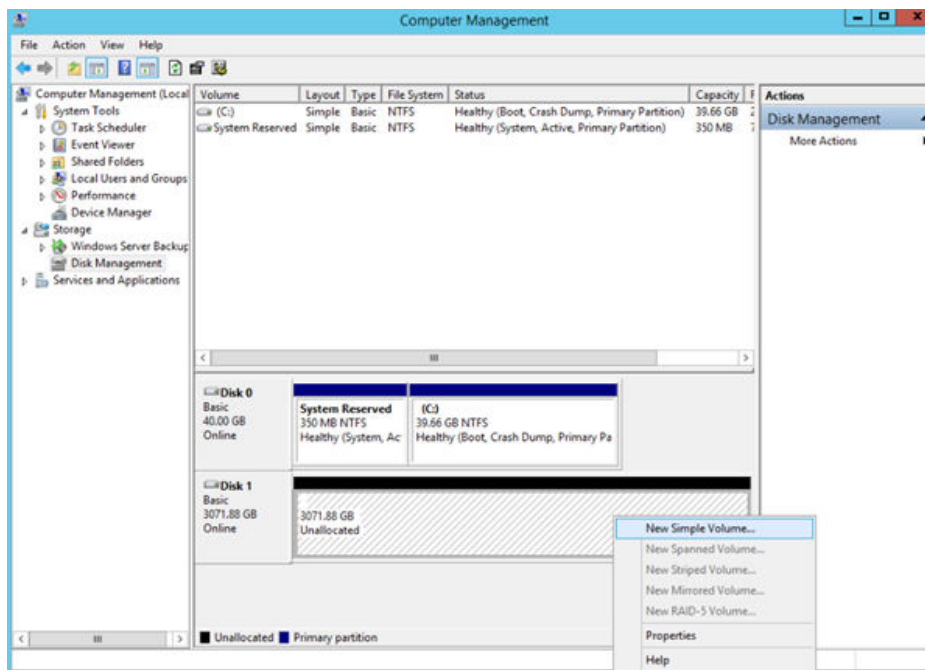 Computer Management
File Action View Help
Computer Management (Local
System Tools
Task Scheduler
Event Viewer
Shared Folders
Local Users and Groups
Performance
Device Manager
Storage
Windows Server Backup
Disk Management
Services and Applications
Volume Layout Type File System Status Capacity F
(C:) Simple Basic NTFS Healthy (Boot, Crash Dump, Primary Partition) 39.66 GB
System Reserved Simple Basic NTFS Healthy (System, Active, Primary Partition) 350 MB
Actions
Disk Management
More Actions
Disk 0
Basic
40.00 GB
Online
System Reserved
350 MB NTFS
Healthy (System, Ac
(C:)
39.66 GB NTFS
Healthy (Boot, Crash Dump, Primary Pa
Disk 1
Basic
3071.88 GB
Online
3071.88 GB
Unallocated
New Simple Volume...
New Spanned Volume...
New Striped Volume...
New Mirrored Volume...
New RAID-5 Volume...
Properties
Help
Unallocated Primary partition